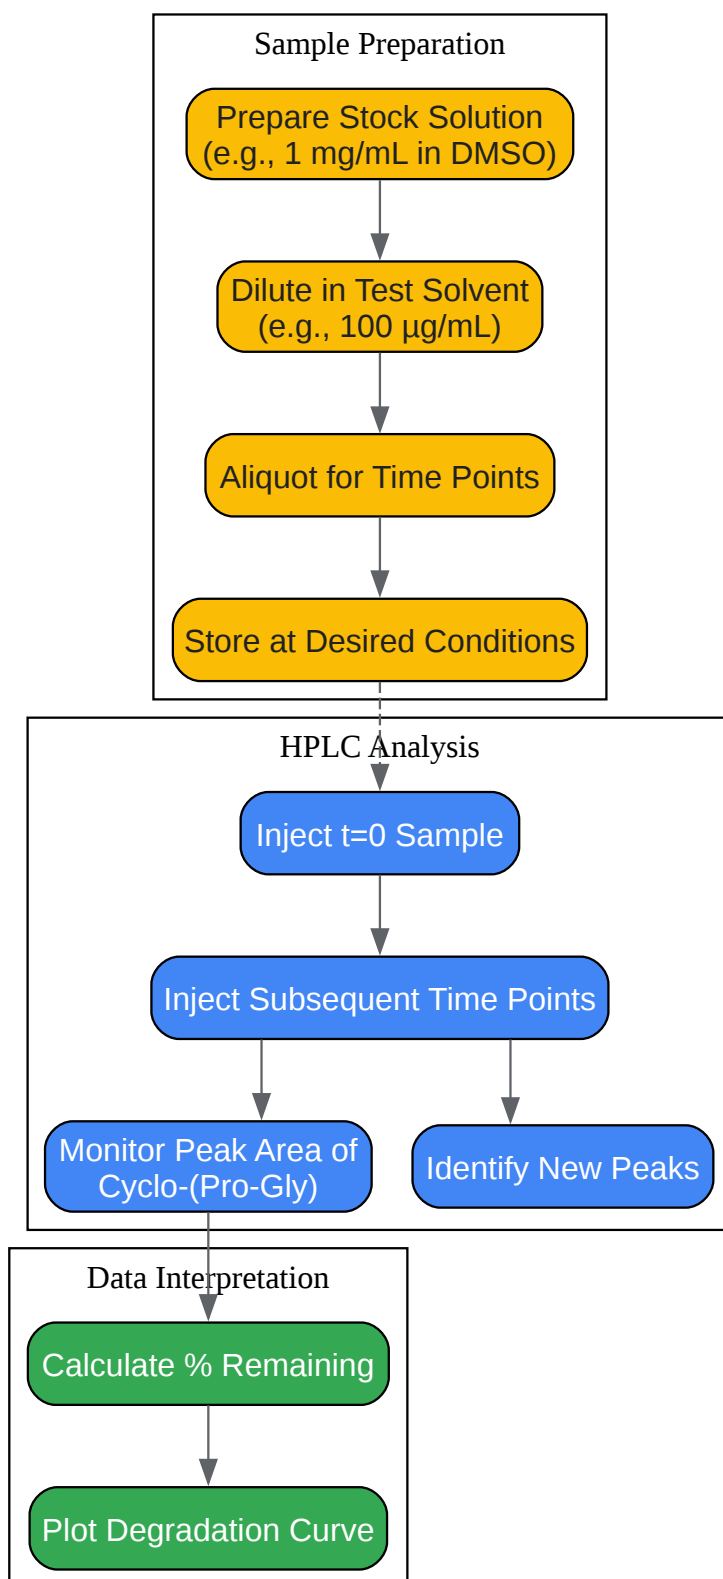 Sample Preparation
Prepare Stock Solution
(e.g., 1 mg/mL in DMSO)
Dilute in Test Solvent
(e.g., 100 µg/mL)
Aliquot for Time Points
Store at Desired Conditions
HPLC Analysis
Inject t=0 Sample
Inject Subsequent Time Points
Monitor Peak Area of
Cyclo-(Pro-Gly)
Identify New Peaks
Data Interpretation
Calculate % Remaining
Plot Degradation Curve